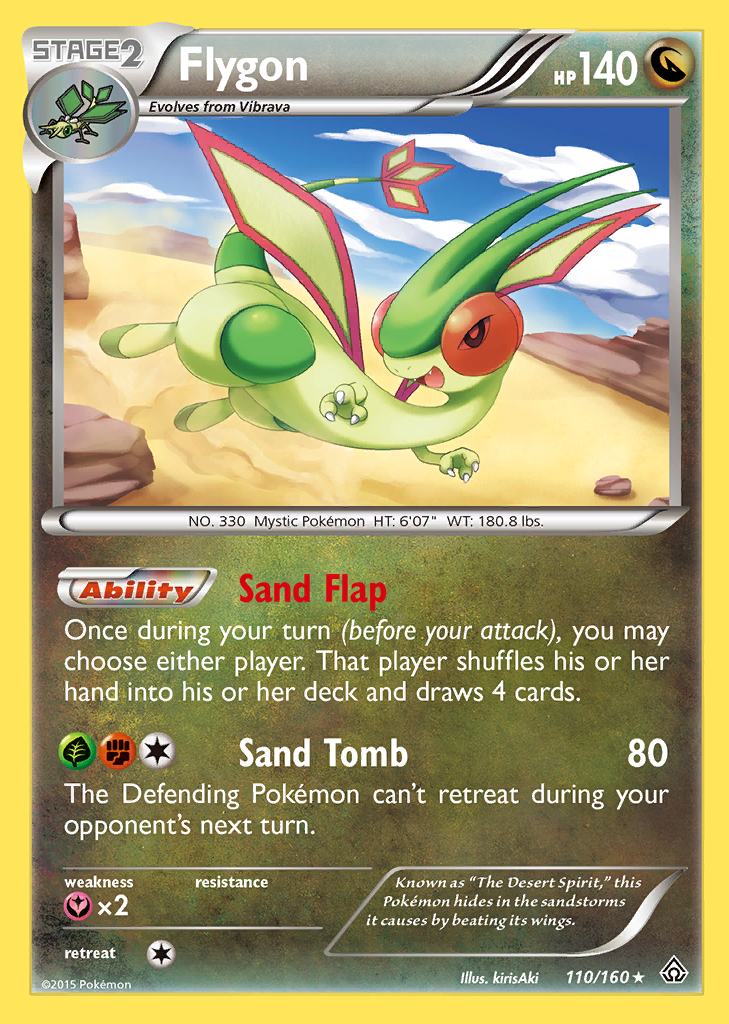 STAGE2
Flygon
HP140
Evolves from Vibrava
NO. 330 Mystic Pokémon HT: 6'07" WT: 180.8 lbs.
Ability Sand Flap
Once during your turn (before your attack), you may
choose either player. That player shuffles his or her
hand into his or her deck and draws 4 cards.
Sand Tomb 80
The Defending Pokémon can't retreat during your
opponent's next turn.
weakness resistance
×2
retreat
Known as "The Desert Spirit," this
Pokémon hides in the sandstorms
it causes by beating its wings.
©2015 Pokémon
Illus. kirisAki 110/160★